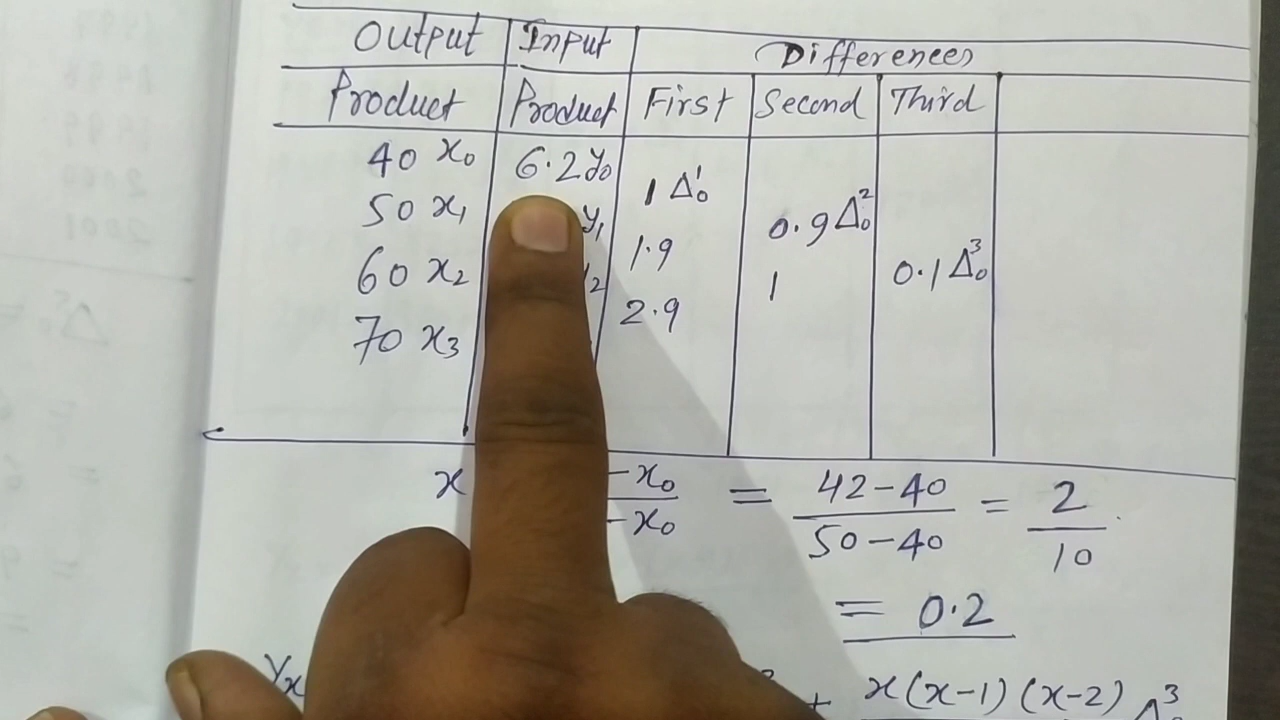 Output Input Differences
Product Product First Second Third
40 x₀ 6.2 y₀
1 Δ¹₀
50 x₁ y₁ 0.9 Δ²₀
1.9
60 x₂ ₂ 1 0.1 Δ³₀
2.9
70 x₃
x -x₀/-x₀ = 42-40/50-40 = 2/10
= 0.2
Yx + x(x-1)(x-2) Δ³